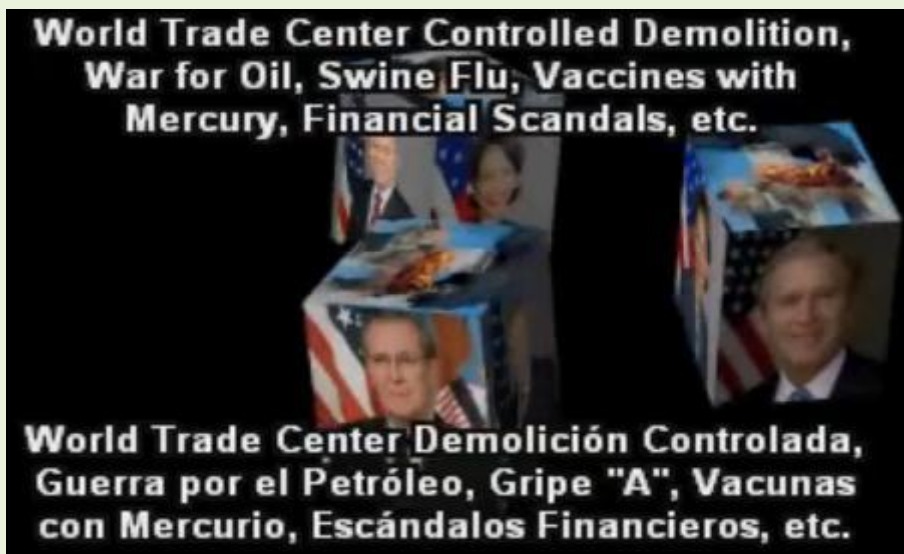 World Trade Center Controlled Demolition,
War for Oil, Swine Flu, Vaccines with
Mercury, Financial Scandals, etc.
World Trade Center Demolición Controlada,
Guerra por el Petróleo, Gripe "A", Vacunas
con Mercurio, Escándalos Financieros, etc.